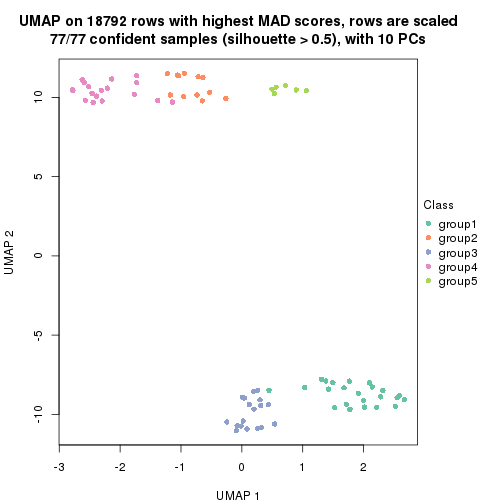 UMAP on 18792 rows with highest MAD scores, rows are scaled
77/77 confident samples (silhouette > 0.5), with 10 PCs
10
5
0
-5
-10
UMAP 2
-3
-2
-1
0
1
2
UMAP 1
Class
group1
group2
group3
group4
group5